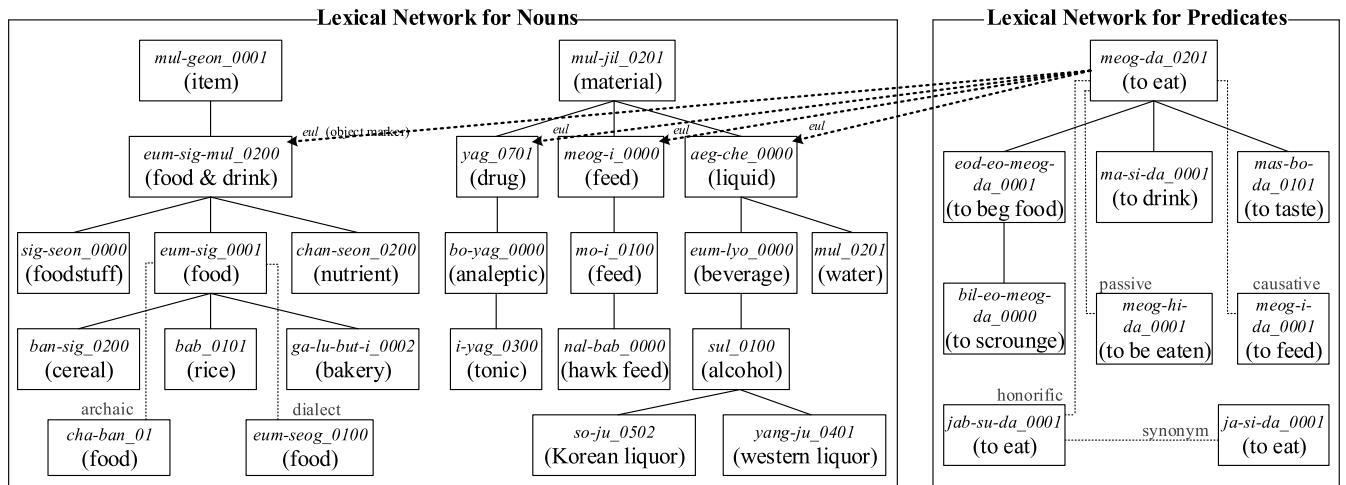 Lexical Network for Nouns
Lexical Network for Predicates
mul-geon_0001
(item)
mul-jil_0201
(material)
meog-da_0201
(to eat)
eul (object marker)
eul
eul
eul
eum-sig-mul_0200
(food & drink)
yag_0701
(drug)
meog-i_0000
(feed)
aeg-che_0000
(liquid)
eod-eo-meog-
da_0001
(to beg food)
ma-si-da_0001
(to drink)
mas-bo-
da_0101
(to taste)
sig-seon_0000
(foodstuff)
eum-sig_0001
(food)
chan-seon_0200
(nutrient)
bo-yag_0000
(analeptic)
mo-i_0100
(feed)
eum-lyo_0000
(beverage)
mul_0201
(water)
bil-eo-meog-
da_0000
(to scrounge)
passive
meog-hi-
da_0001
(to be eaten)
causative
meog-i-
da_0001
(to feed)
ban-sig_0200
(cereal)
bab_0101
(rice)
ga-lu-but-i_0002
(bakery)
i-yag_0300
(tonic)
nal-bab_0000
(hawk feed)
sul_0100
(alcohol)
archaic
cha-ban_01
(food)
dialect
eum-seog_0100
(food)
so-ju_0502
(Korean liquor)
yang-ju_0401
(western liquor)
honorific
jab-su-da_0001
(to eat)
synonym
ja-si-da_0001
(to eat)